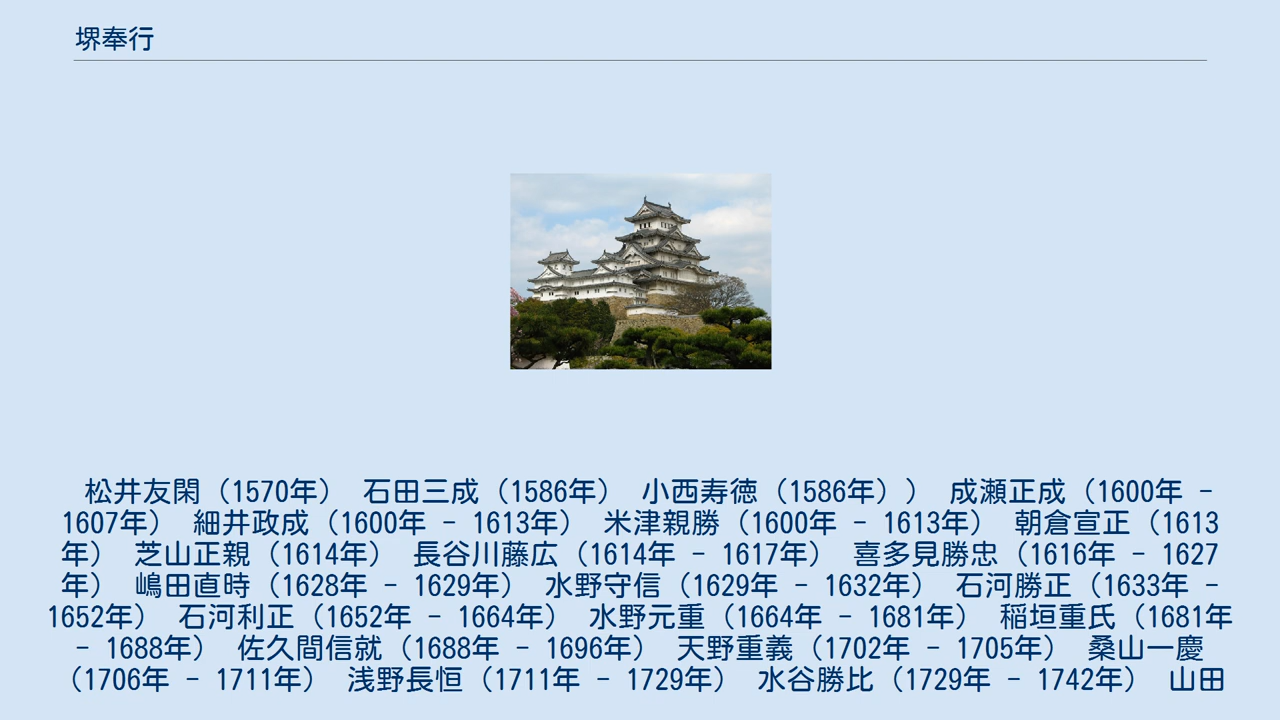 堺奉行
松井友閑（1570年） 石田三成（1586年） 小西寿徳（1586年）） 成瀬正成（1600年 -
1607年） 細井政成（1600年 - 1613年） 米津親勝（1600年 - 1613年） 朝倉宣正（1613
年） 芝山正親（1614年） 長谷川藤広（1614年 - 1617年） 喜多見勝忠（1616年 - 1627
年） 嶋田直時（1628年 - 1629年） 水野守信（1629年 - 1632年） 石河勝正（1633年 -
1652年） 石河利正（1652年 - 1664年） 水野元重（1664年 - 1681年） 稲垣重氏（1681年
- 1688年） 佐久間信就（1688年 - 1696年） 天野重義（1702年 - 1705年） 桑山一慶
（1706年 - 1711年） 浅野長恒（1711年 - 1729年） 水谷勝比（1729年 - 1742年） 山田